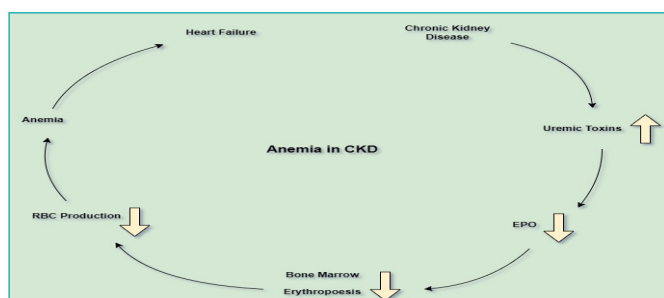 Heart Failure
Chronic Kidney
Disease
Anemia
Uremic Toxins
Anemia in CKD
RBC Production
EPO
Bone Marrow
Erythropoesis